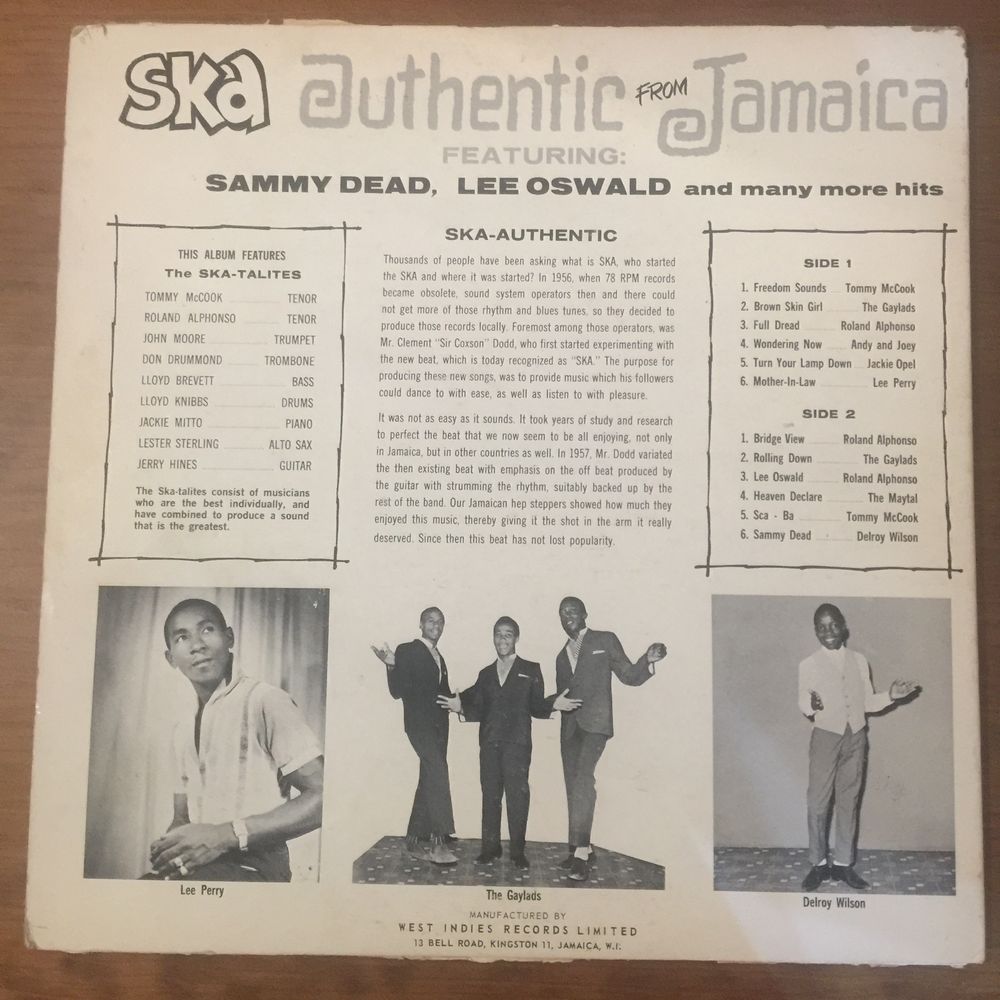 SKa authentic FROM Jamaica
FEATURING:
SAMMY DEAD, LEE OSWALD and many more hits
THIS ALBUM FEATURES
The SKA-TALITES
TOMMY McCOOK TENOR
ROLAND ALPHONSO TENOR
JOHN MOORE TRUMPET
DON DRUMMOND TROMBONE
LLOYD BREVETT BASS
LLOYD KNIBBS DRUMS
JACKIE MITTO PIANO
LESTER STERLING ALTO SAX
JERRY HINES GUITAR
The Ska-talites consist of musicians
who are the best individually, and
have combined to produce a sound
that is the greatest.
SKA-AUTHENTIC
Thousands of people have been asking what is SKA, who started
the SKA and where it was started? In 1956, when 78 RPM records
became obsolete, sound system operators then and there could
not get more of those rhythm and blues tunes, so they decided to
produce those records locally. Foremost among those operators, was
Mr. Clement "Sir Coxson" Dodd, who first started experimenting with
the new beat, which is today recognized as "SKA." The purpose for
producing these new songs, was to provide music which his followers
could dance to with ease, as well as listen to with pleasure.
It was not as easy as it sounds. It took years of study and research
to perfect the beat that we now seem to be all enjoying, not only
in Jamaica, but in other countries as well. In 1957, Mr. Dodd variated
the then existing beat with emphasis on the off beat produced by
the guitar with strumming the rhythm, suitably backed up by the
rest of the band. Our Jamaican hep steppers showed how much they
enjoyed this music, thereby giving it the shot in the arm it really
deserved. Since then this beat has not lost popularity.
SIDE 1
1. Freedom Sounds Tommy McCook
2. Brown Skin Girl The Gaylads
3. Full Dread Roland Alphonso
4. Wondering Now Andy and Joey
5. Turn Your Lamp Down Jackie Opel
6. Mother-In-Law Lee Perry
SIDE 2
1. Bridge View Roland Alphonso
2. Rolling Down The Gaylads
3. Lee Oswald Roland Alphonso
4. Heaven Declare The Maytal
5. Sca - Ba Tommy McCook
6. Sammy Dead Delroy Wilson
Lee Perry
The Gaylads
Delroy Wilson
MANUFACTURED BY
WEST INDIES RECORDS LIMITED
13 BELL ROAD, KINGSTON 11, JAMAICA, W.I.